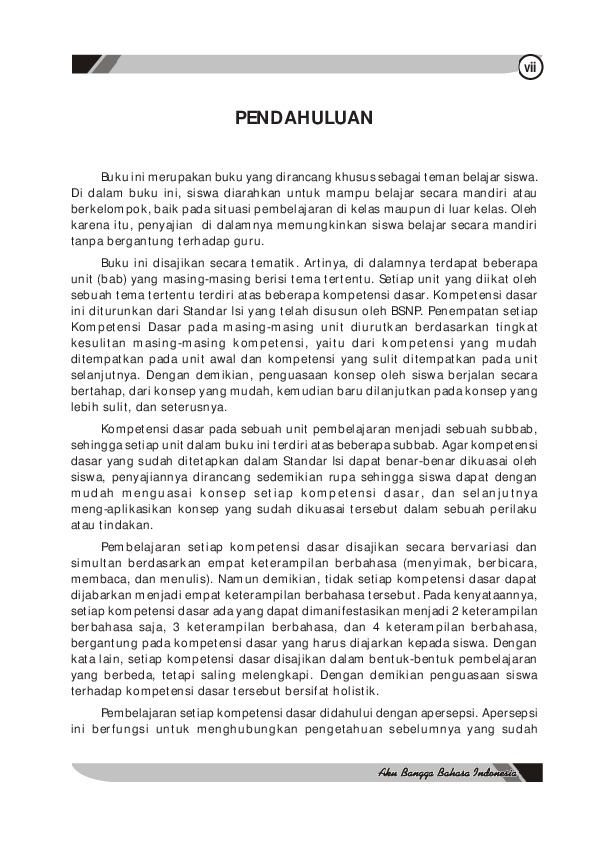 vii
PENDAHULUAN
Buku ini merupakan buku yang dirancang khusus sebagai teman belajar siswa.
Di dalam buku ini, siswa diarahkan untuk mampu belajar secara mandiri atau
berkelompok, baik pada situasi pembelajaran di kelas maupun di luar kelas. Oleh
karena itu, penyajian di dalamnya memungkinkan siswa belajar secara mandiri
tanpa bergantung terhadap guru.
Buku ini disajikan secara tematik. Artinya, di dalamnya terdapat beberapa
unit (bab) yang masing-masing berisi tema tertentu. Setiap unit yang diikat oleh
sebuah tema tertentu terdiri atas beberapa kompetensi dasar. Kompetensi dasar
ini diturunkan dari Standar Isi yang telah disusun oleh BSNP. Penempatan setiap
Kompetensi Dasar pada masing-masing unit diurutkan berdasarkan tingkat
kesulitan masing-masing kompetensi, yaitu dari kompetensi yang mudah
ditempatkan pada unit awal dan kompetensi yang sulit ditempatkan pada unit
selanjutnya. Dengan demikian, penguasaan konsep oleh siswa berjalan secara
bertahap, dari konsep yang mudah, kemudian baru dilanjutkan pada konsep yang
lebih sulit, dan seterusnya.
Kompetensi dasar pada sebuah unit pembelajaran menjadi sebuah subbab,
sehingga setiap unit dalam buku ini terdiri atas beberapa subbab. Agar kompetensi
dasar yang sudah ditetapkan dalam Standar Isi dapat benar-benar dikuasai oleh
siswa, penyajiannya dirancang sedemikian rupa sehingga siswa dapat dengan
mudah menguasai konsep setiap kompetensi dasar, dan selanjutnya
meng-aplikasikan konsep yang sudah dikuasai tersebut dalam sebuah perilaku
atau tindakan.
Pembelajaran setiap kompetensi dasar disajikan secara bervariasi dan
simultan berdasarkan empat keterampilan berbahasa (menyimak, berbicara,
membaca, dan menulis). Namun demikian, tidak setiap kompetensi dasar dapat
dijabarkan menjadi empat keterampilan berbahasa tersebut. Pada kenyataannya,
setiap kompetensi dasar ada yang dapat dimanifestasikan menjadi 2 keterampilan
berbahasa saja, 3 keterampilan berbahasa, dan 4 keterampilan berbahasa,
bergantung pada kompetensi dasar yang harus diajarkan kepada siswa. Dengan
kata lain, setiap kompetensi dasar disajikan dalam bentuk-bentuk pembelajaran
yang berbeda, tetapi saling melengkapi. Dengan demikian penguasaan siswa
terhadap kompetensi dasar tersebut bersifat holistik.
Pembelajaran setiap kompetensi dasar didahului dengan apersepsi. Apersepsi
ini berfungsi untuk menghubungkan pengetahuan sebelumnya yang sudah
Aku Bangga Bahasa Indonesia